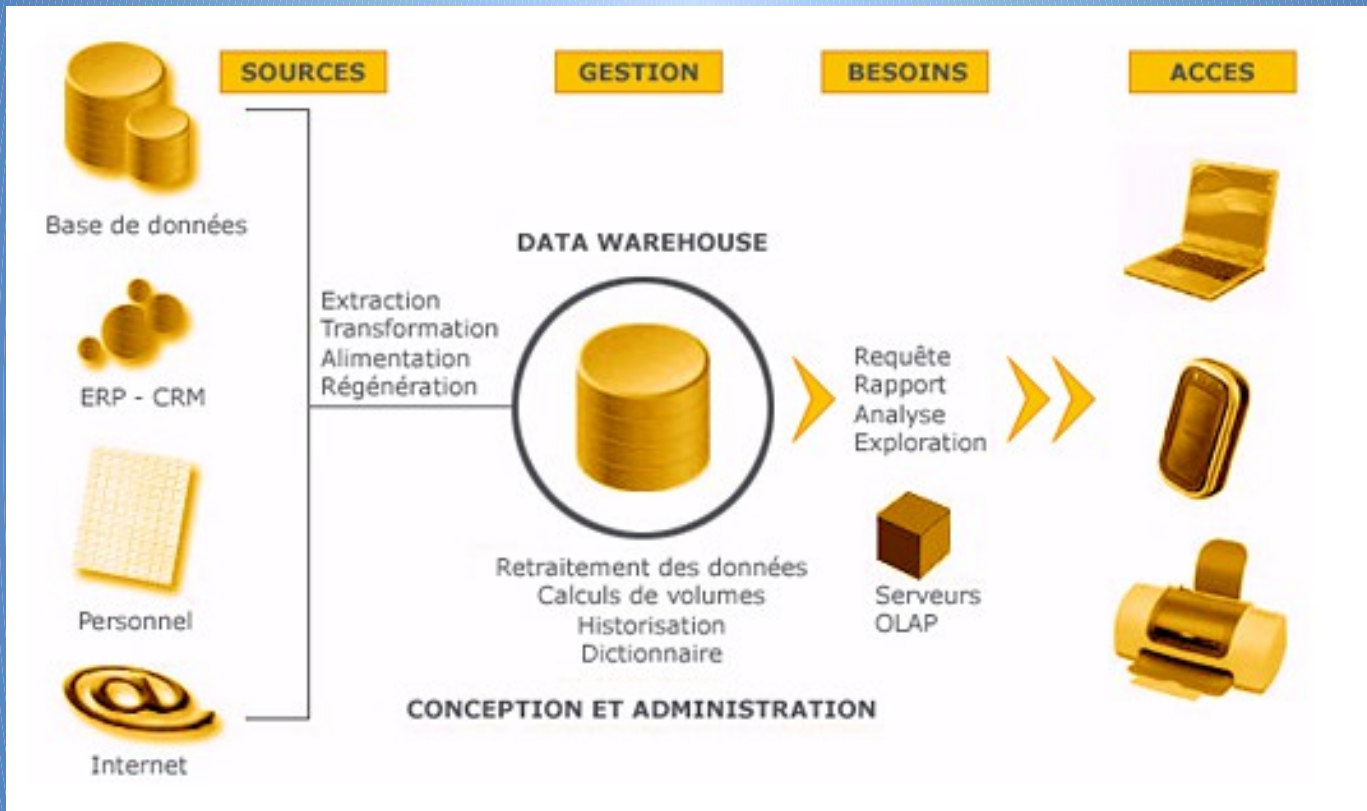 SOURCES
GESTION
BESOINS
ACCES
Base de données
ERP - CRM
Personnel
Internet
Extraction
Transformation
Alimentation
Régénération
DATA WAREHOUSE
Retraitement des données
Calculs de volumes
Historisation
Dictionnaire
CONCEPTION ET ADMINISTRATION
Requête
Rapport
Analyse
Exploration
Serveurs
OLAP